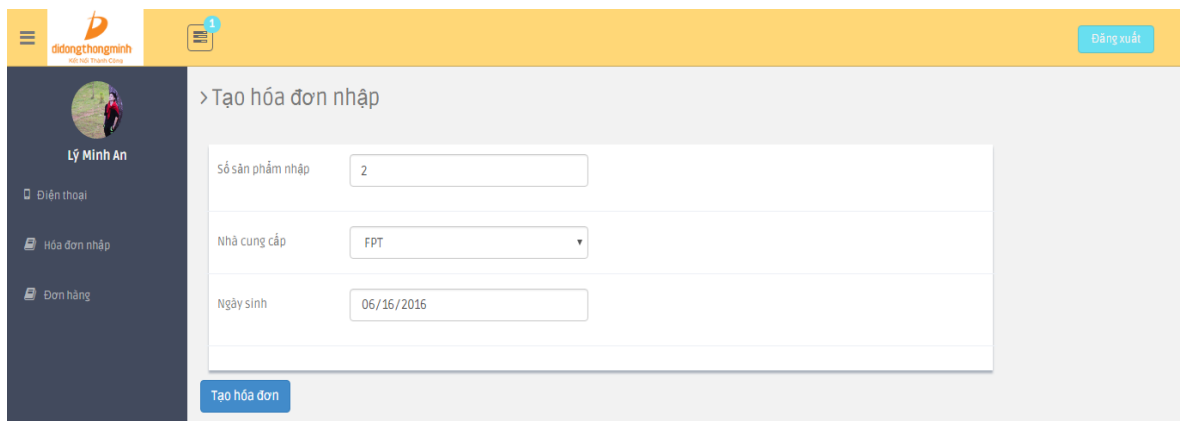 didongthongminh
Kết Nối Thành Công
1
Đăng xuất
Lý Minh An
Điện thoại
Hóa đơn nhập
Đơn hàng
>Tạo hóa đơn nhập
Số sản phẩm nhập
2
Nhà cung cấp
FPT
Ngày sinh
06/16/2016
Tạo hóa đơn